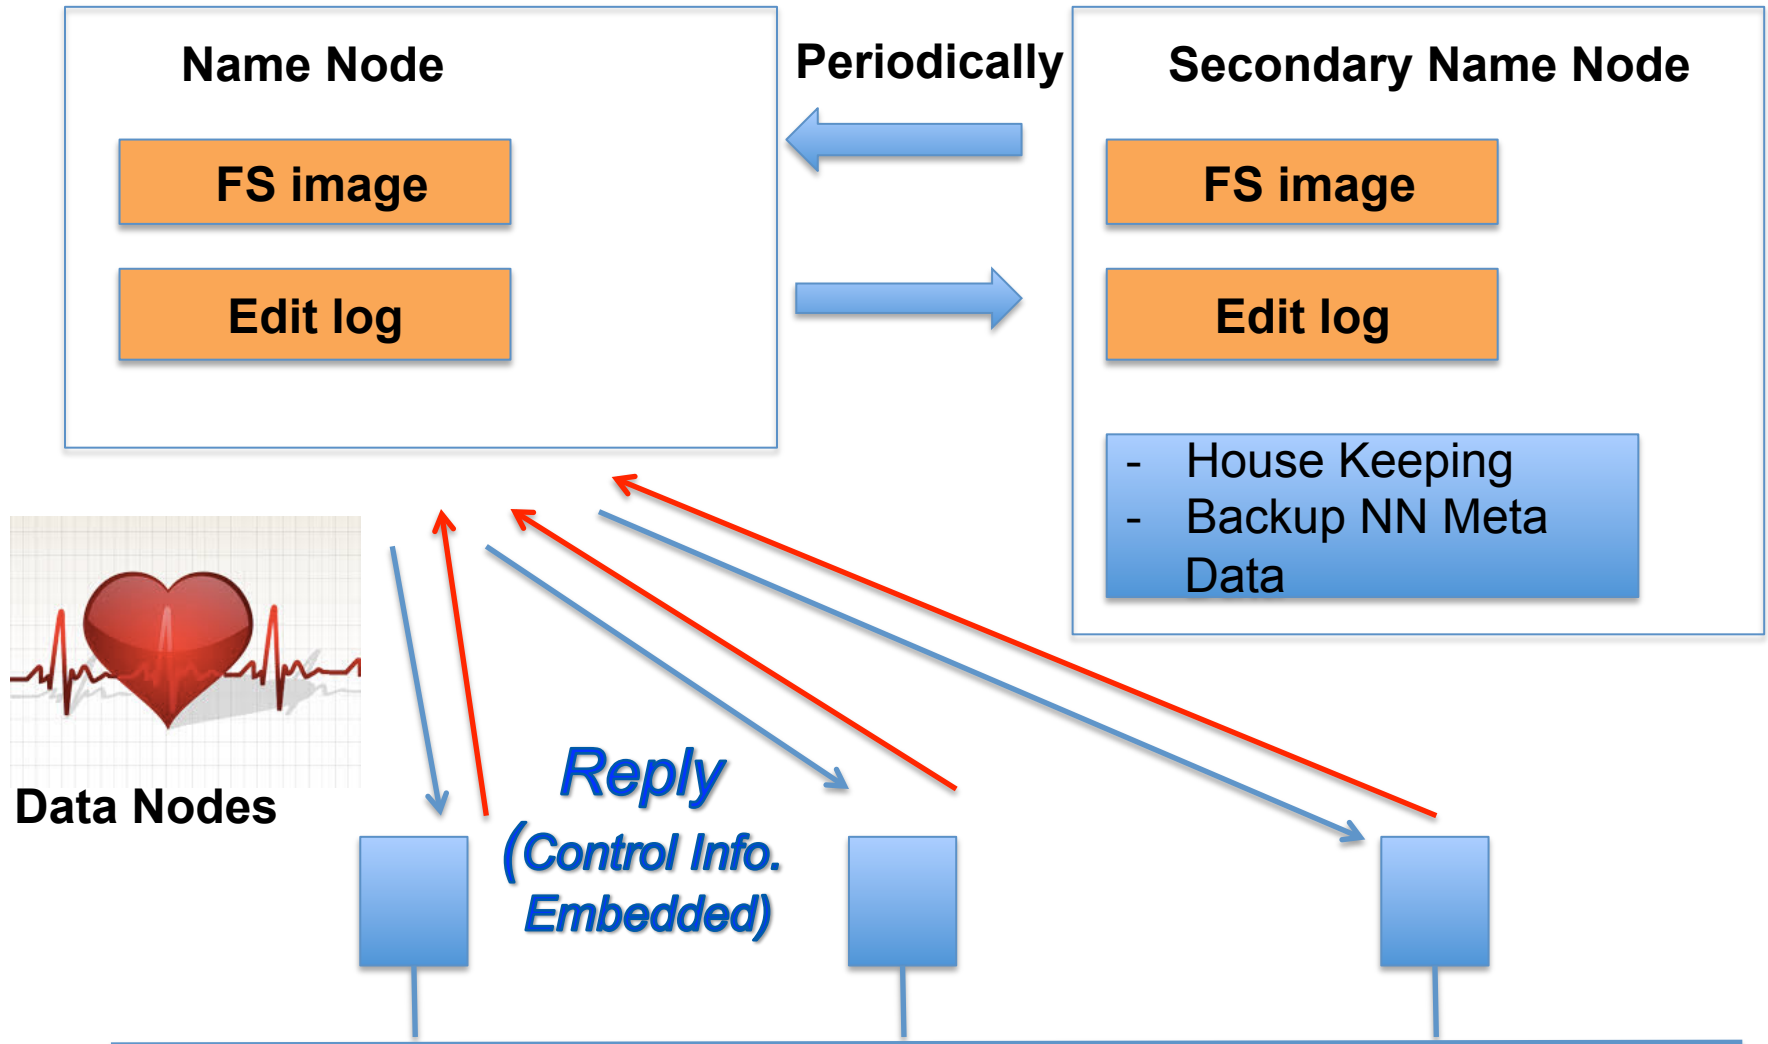 Name Node
FS image
Edit log
Periodically
Secondary Name Node
FS image
Edit log
- House Keeping
- Backup NN Meta
Data
Data Nodes
Reply
(Control Info.
Embedded)